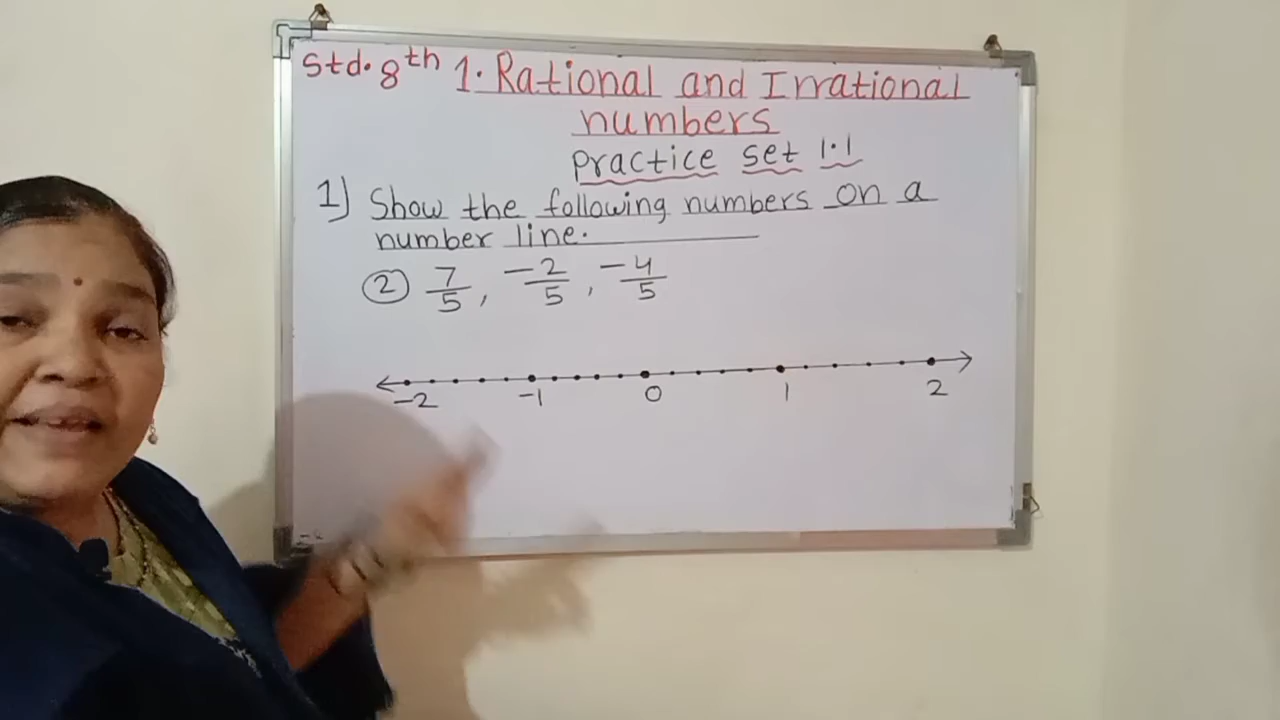 Std. 8th 1. Rational and Irrational
numbers
Practice set 1.1
1) Show the following numbers on a
number line.
② 7/5, -2/5, -4/5
-2 -1 0 1 2